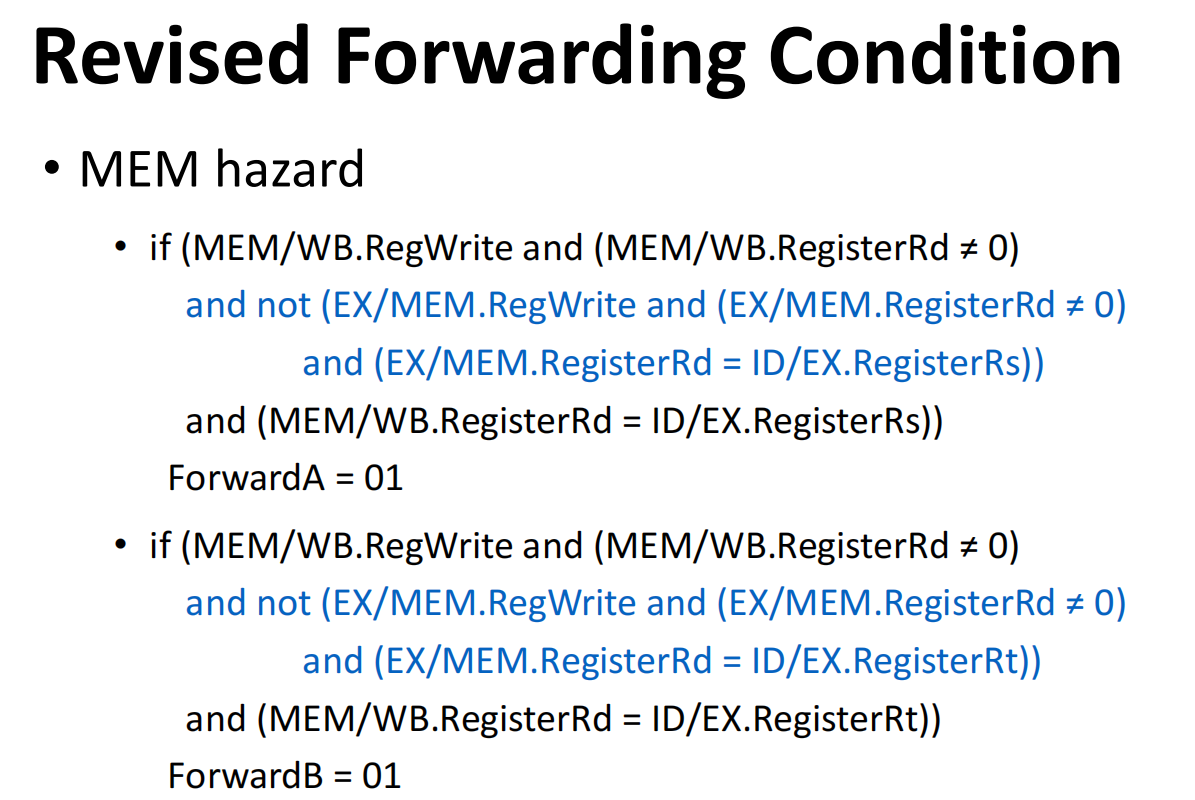 Revised Forwarding Condition
• MEM hazard
• if (MEM/WB.RegWrite and (MEM/WB.RegisterRd ≠ 0)
and not (EX/MEM.RegWrite and (EX/MEM.RegisterRd ≠ 0)
and (EX/MEM.RegisterRd = ID/EX.RegisterRs))
and (MEM/WB.RegisterRd = ID/EX.RegisterRs))
ForwardA = 01
• if (MEM/WB.RegWrite and (MEM/WB.RegisterRd ≠ 0)
and not (EX/MEM.RegWrite and (EX/MEM.RegisterRd ≠ 0)
and (EX/MEM.RegisterRd = ID/EX.RegisterRt))
and (MEM/WB.RegisterRd = ID/EX.RegisterRt))
ForwardB = 01